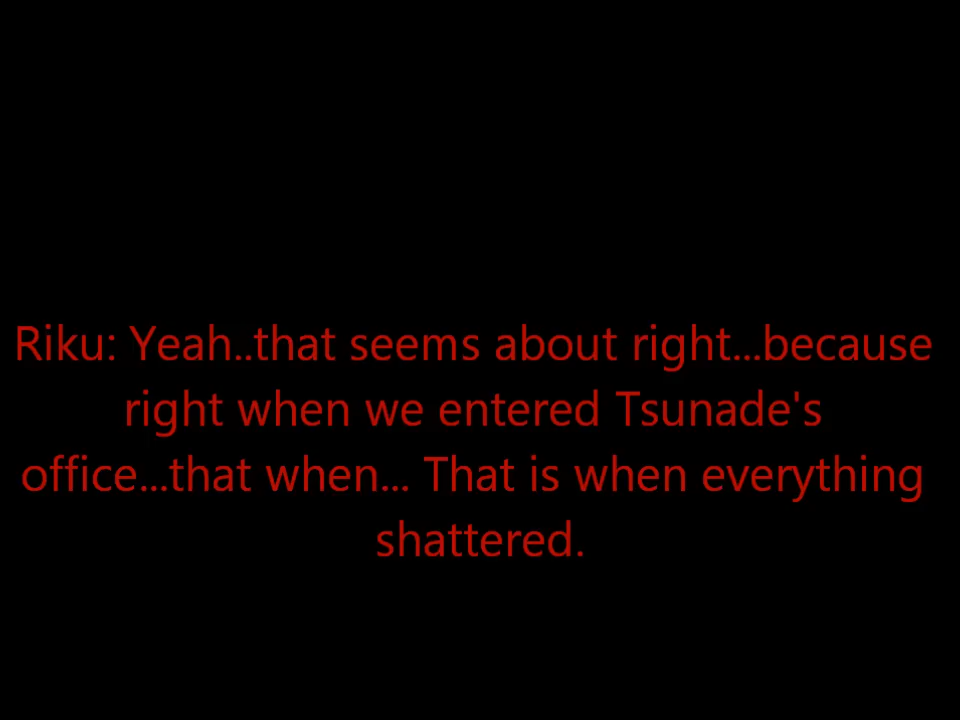 Riku: Yeah..that seems about right...because
right when we entered Tsunade's
office...that when... That is when everything
shattered.